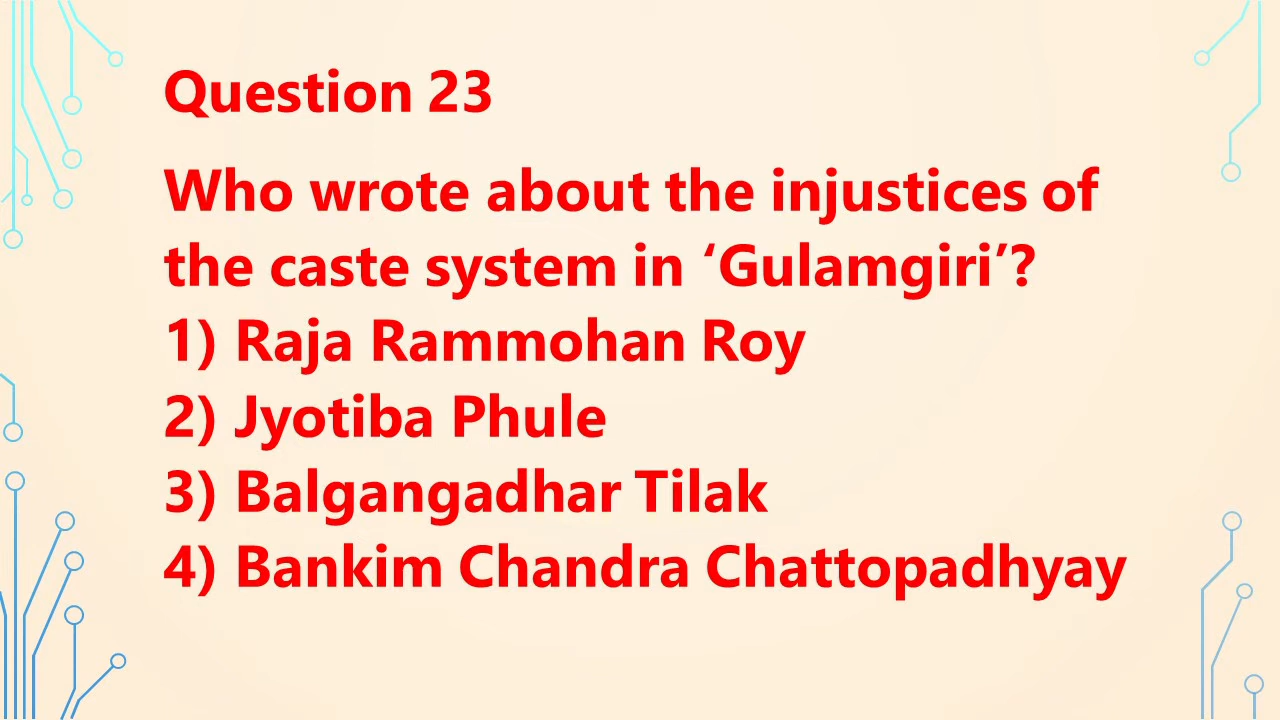 Question 23
Who wrote about the injustices of
the caste system in ‘Gulamgiri’?
1) Raja Rammohan Roy
2) Jyotiba Phule
3) Balgangadhar Tilak
4) Bankim Chandra Chattopadhyay